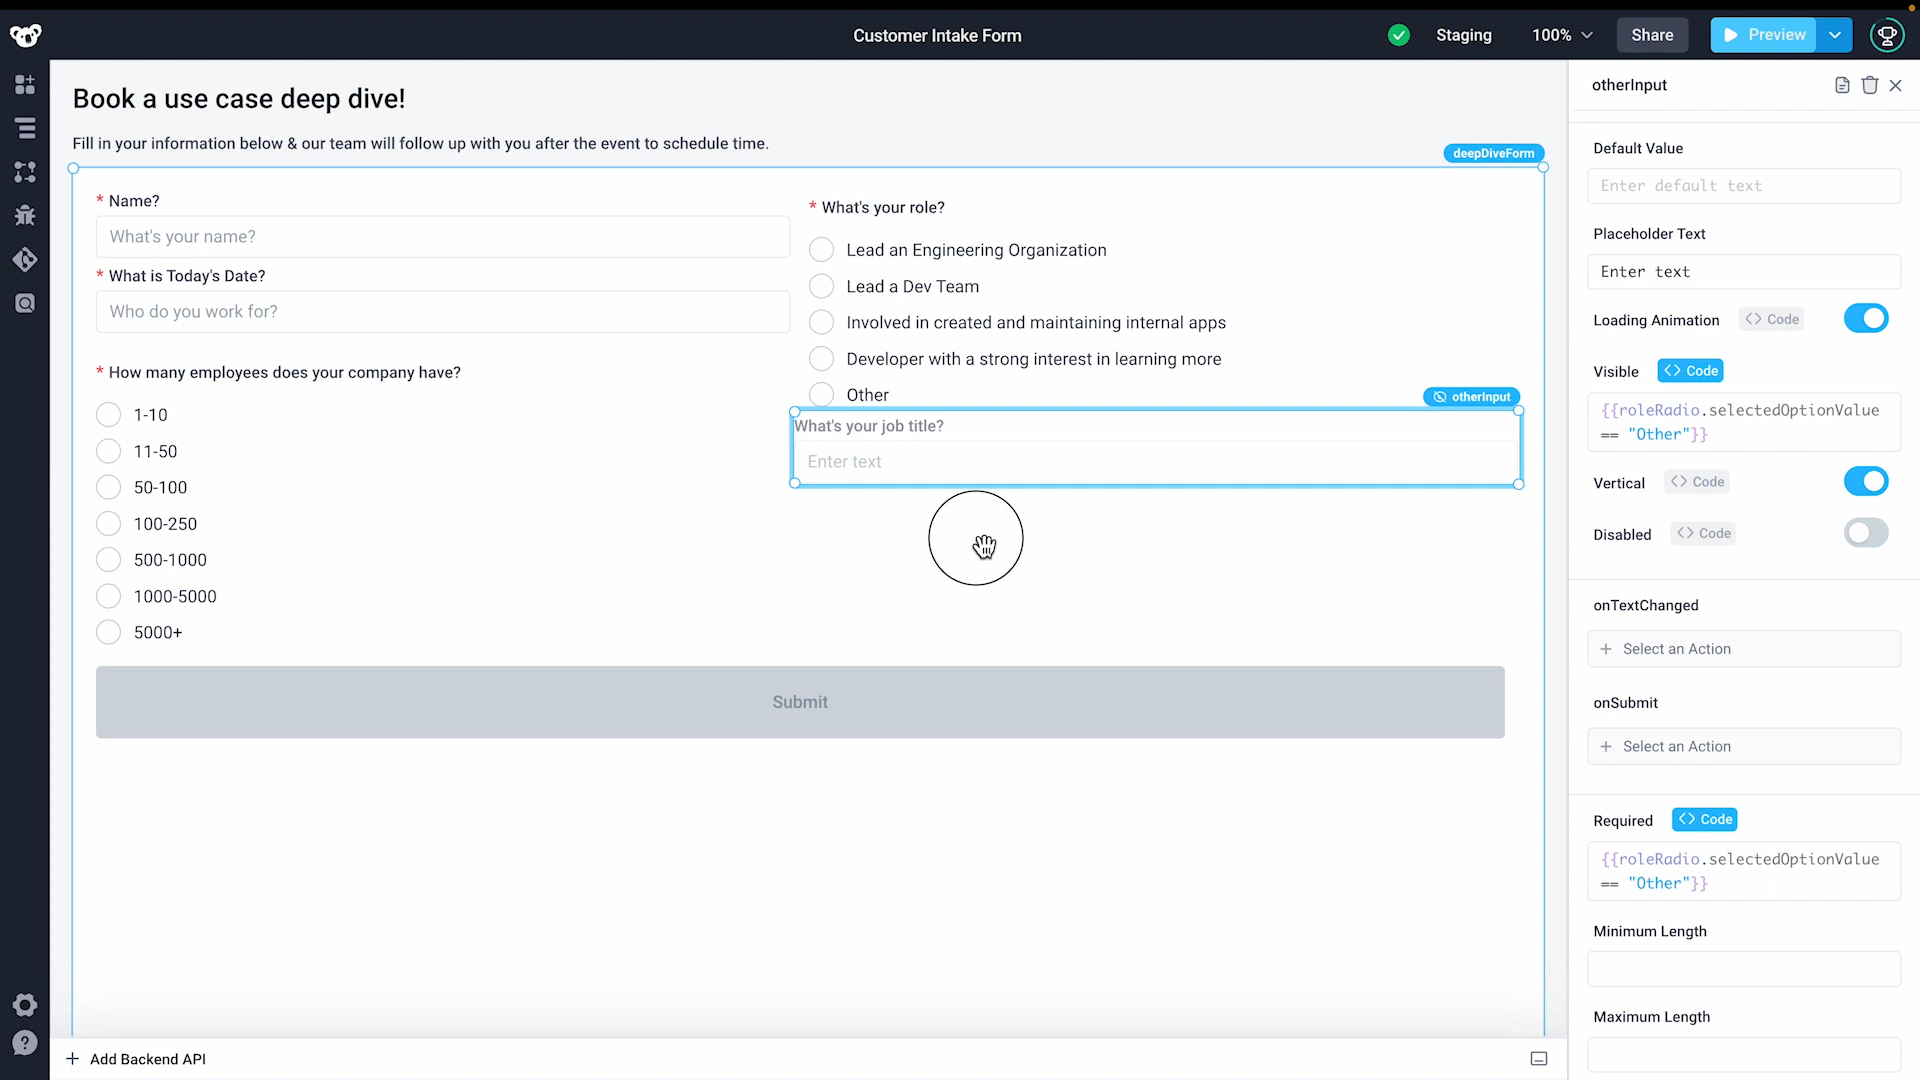 Customer Intake Form
Staging
100%
Share
Preview
Book a use case deep dive!
Fill in your information below & our team will follow up with you after the event to schedule time.
deepDiveForm
* Name?
What's your name?
* What is Today's Date?
Who do you work for?
* How many employees does your company have?
1-10
11-50
50-100
100-250
500-1000
1000-5000
5000+
* What's your role?
Lead an Engineering Organization
Lead a Dev Team
Involved in created and maintaining internal apps
Developer with a strong interest in learning more
Other
otherInput
What's your job title?
Enter text
Submit
+ Add Backend API
otherInput
Default Value
Enter default text
Placeholder Text
Enter text
Loading Animation <> Code
Visible <> Code
{{roleRadio.selectedOptionValue
== "Other"}}
Vertical <> Code
Disabled <> Code
onTextChanged
+ Select an Action
onSubmit
+ Select an Action
Required <> Code
{{roleRadio.selectedOptionValue
== "Other"}}
Minimum Length
Maximum Length